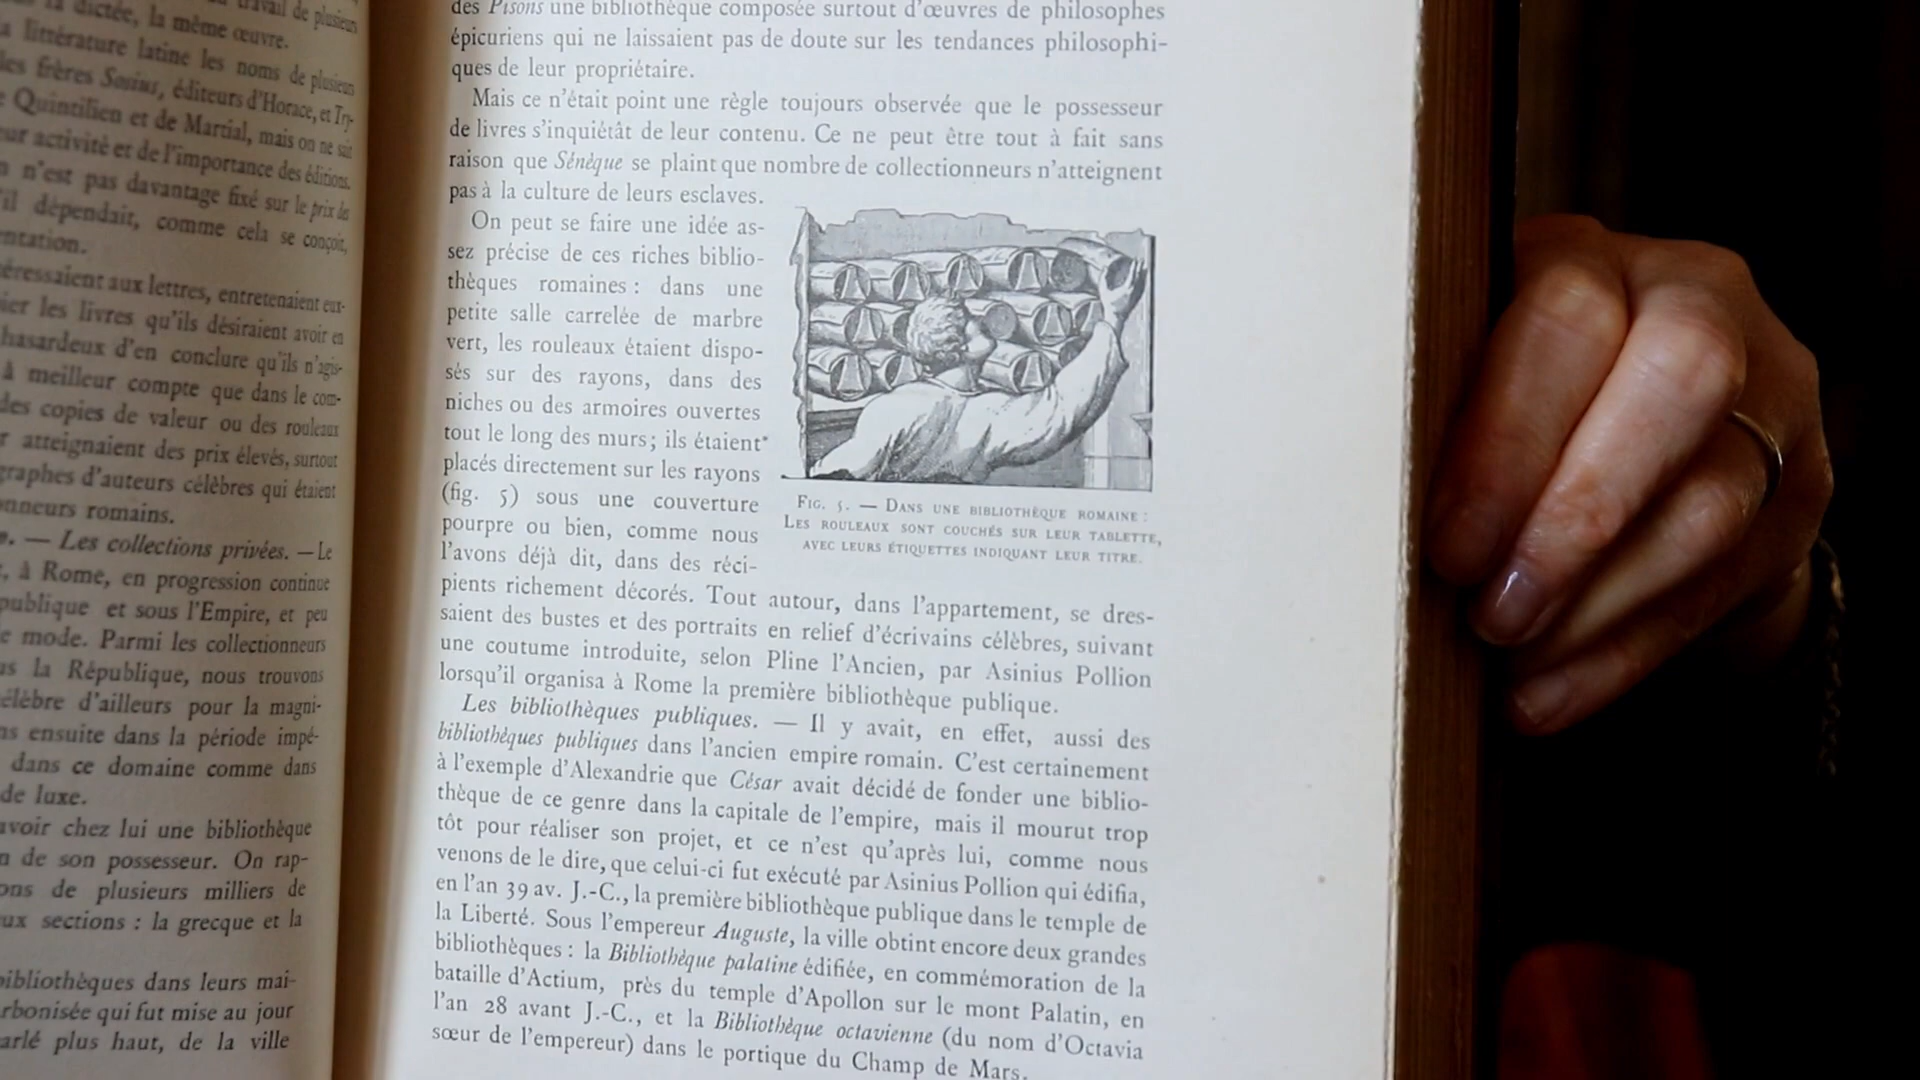 travail de plusieurs
dictée, la même œuvre.
la littérature latine les noms de plusieurs
les frères Sosius, éditeurs d'Horace, et Try-
Quintilien et de Martial, mais on ne sait
activité et de l'importance des éditions.
n'est pas davantage fixé sur le prix des
dépendait, comme cela se conçoit,
intéressaient aux lettres, entretenaient eux-
les livres qu'ils désiraient avoir en
hasardeux d'en conclure qu'ils n'agis-
à meilleur compte que dans le com-
des copies de valeur ou des rouleaux
atteignaient des prix élevés, surtout
d'auteurs célèbres qui étaient
romains.
— Les collections privées. — Le
à Rome, en progression continue
publique et sous l'Empire, et peu
mode. Parmi les collectionneurs
la République, nous trouvons
célèbre d'ailleurs pour la magni-
ensuite dans la période impé-
dans ce domaine comme dans
de luxe.
avoir chez lui une bibliothèque
de son possesseur. On rap-
de plusieurs milliers de
sections : la grecque et la
bibliothèques dans leurs mai-
qui fut mise au jour
parlé plus haut, de la ville
des Pisons une bibliothèque composée surtout d'œuvres de philosophes
épicuriens qui ne laissaient pas de doute sur les tendances philosophi-
ques de leur propriétaire.
Mais ce n'était point une règle toujours observée que le possesseur
de livres s'inquiétât de leur contenu. Ce ne peut être tout à fait sans
raison que Sénèque se plaint que nombre de collectionneurs n'atteignent
pas à la culture de leurs esclaves.
On peut se faire une idée as-
sez précise de ces riches biblio-
thèques romaines : dans une
petite salle carrelée de marbre
vert, les rouleaux étaient dispo-
sés sur des rayons, dans des
niches ou des armoires ouvertes
tout le long des murs ; ils étaient
placés directement sur les rayons
(fig. 5) sous une couverture
pourpre ou bien, comme nous
l'avons déjà dit, dans des réci-
FIG. 5. — DANS UNE BIBLIOTHÈQUE ROMAINE :
LES ROULEAUX SONT COUCHÉS SUR LEUR TABLETTE,
AVEC LEURS ÉTIQUETTES INDIQUANT LEUR TITRE.
pients richement décorés. Tout autour, dans l'appartement, se dres-
saient des bustes et des portraits en relief d'écrivains célèbres, suivant
une coutume introduite, selon Pline l'Ancien, par Asinius Pollion
lorsqu'il organisa à Rome la première bibliothèque publique.
Les bibliothèques publiques. — Il y avait, en effet, aussi des
bibliothèques publiques dans l'ancien empire romain. C'est certainement
à l'exemple d'Alexandrie que César avait décidé de fonder une biblio-
thèque de ce genre dans la capitale de l'empire, mais il mourut trop
tôt pour réaliser son projet, et ce n'est qu'après lui, comme nous
venons de le dire, que celui-ci fut exécuté par Asinius Pollion qui édifia,
en l'an 39 av. J.-C., la première bibliothèque publique dans le temple de
la Liberté. Sous l'empereur Auguste, la ville obtint encore deux grandes
bibliothèques : la Bibliothèque palatine édifiée, en commémoration de la
bataille d'Actium, près du temple d'Apollon sur le mont Palatin, en
l'an 28 avant J.-C., et la Bibliothèque octavienne (du nom d'Octavia
sœur de l'empereur) dans le portique du Champ de Mars.